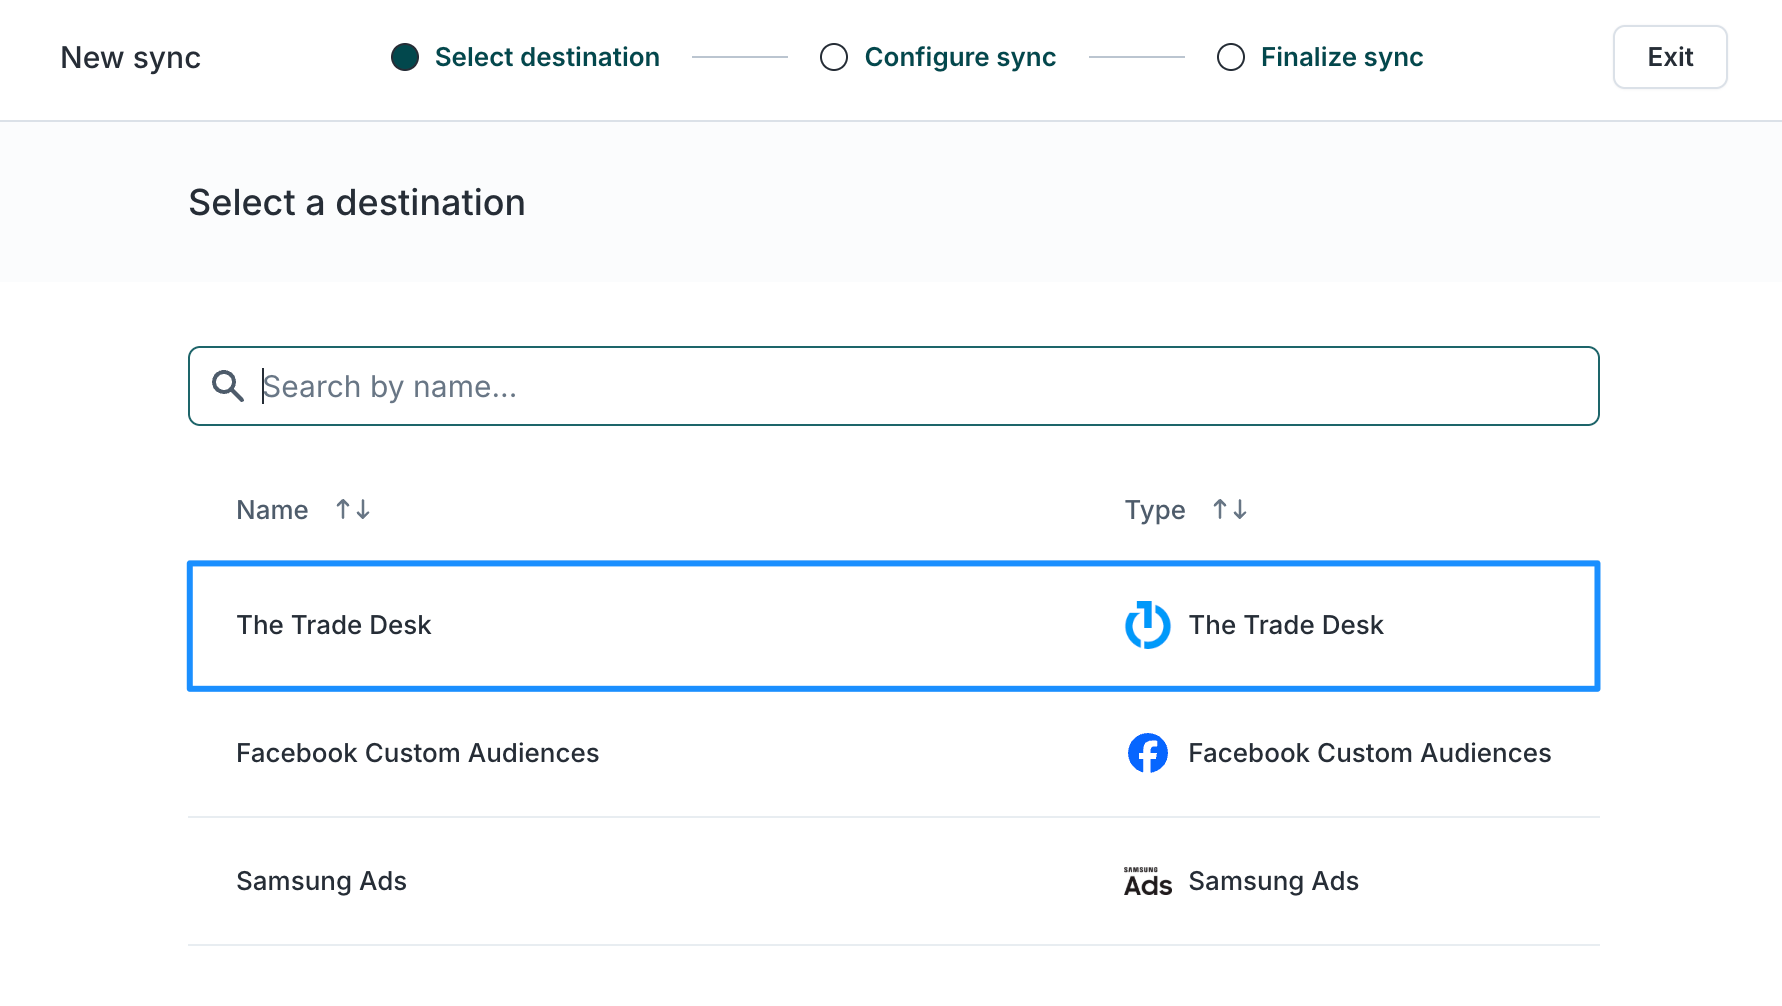 New sync
Select destination
Configure sync
Finalize sync
Exit
Select a destination
Search by name...
Name
Type
The Trade Desk
The Trade Desk
Facebook Custom Audiences
Facebook Custom Audiences
Samsung Ads
SAMSUNG
Ads
Samsung Ads